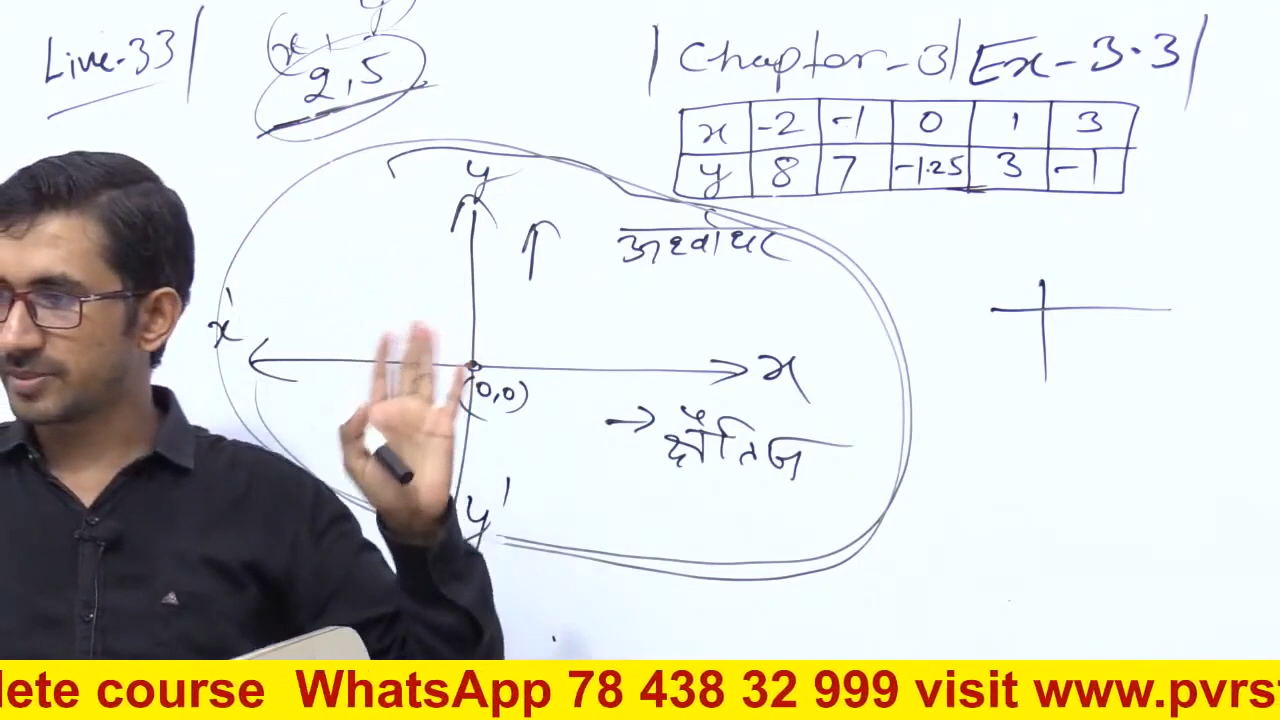 Live-33
(x, y)
2,5
Chapter-3 Ex-3.3
x -2 -1 0 1 3
y 8 7 -1.25 3 -1
y
x' x
(0,0)
→ क्षैतिज
y'
lete course WhatsApp 78 438 32 999 visit www.pvrs